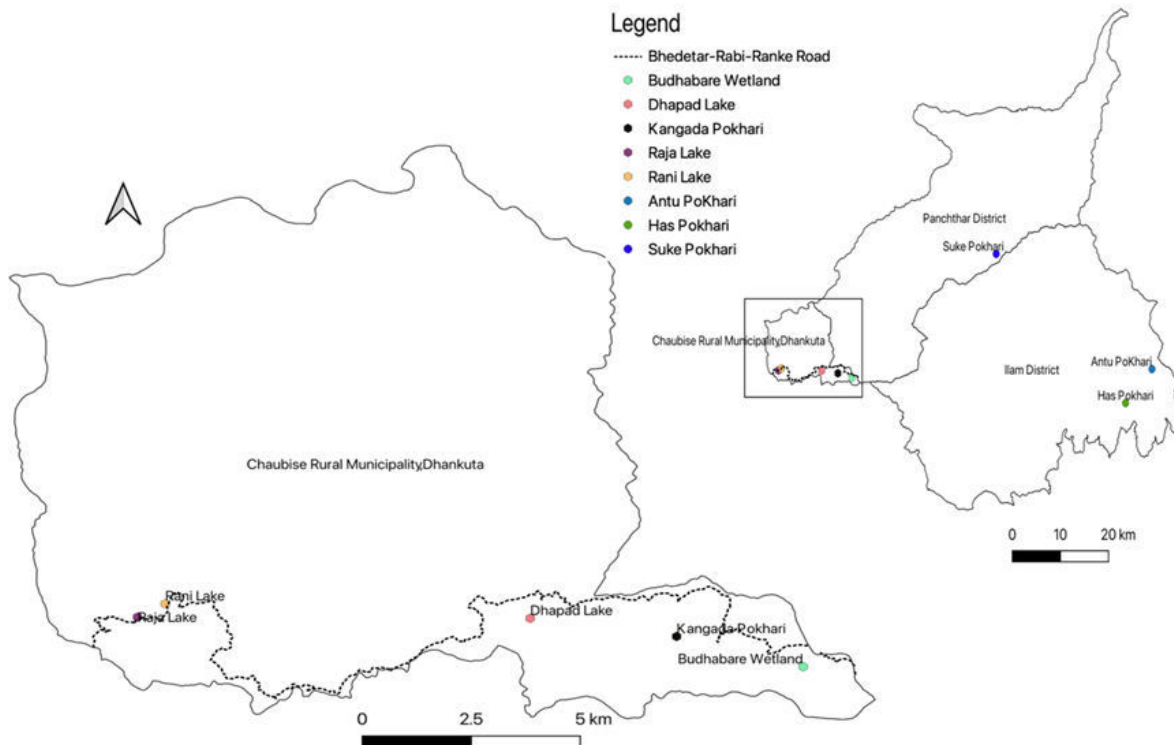 Legend
Bhedetar-Rabi-Ranke Road
Budhabare Wetland
Dhapad Lake
Kangada Pokhari
Raja Lake
Rani Lake
Antu PoKhari
Has Pokhari
Suke Pokhari
Panchthar District
Suke Pokhari
Chaubise Rural Municipality,Dhankuta
Ilam District
Antu PoKhari
Has Pokhari
0 10 20 km
Chaubise Rural Municipality,Dhankuta
Rani Lake
Raja Lake
Dhapad Lake
Kangada Pokhari
Budhabare Wetland
0 2.5 5 km